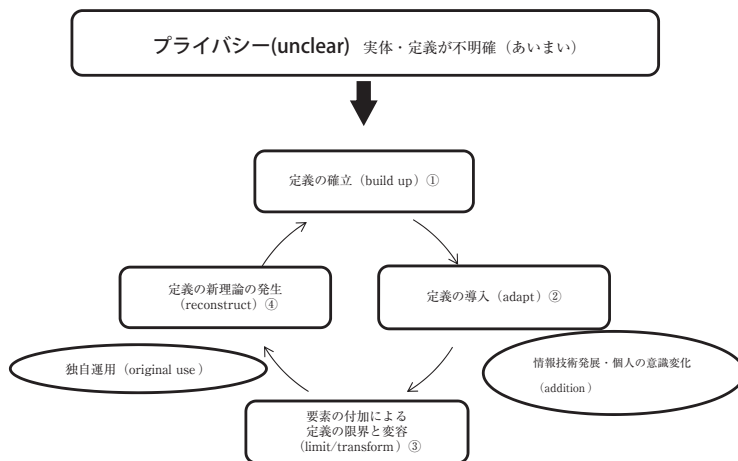 プライバシー(unclear) 実体・定義が不明確（あいまい）
定義の確立（build up）①
定義の新理論の発生
（reconstruct）④
定義の導入（adapt）②
独自運用（original use）
情報技術発展・個人の意識変化
（addition）
要素の付加による
定義の限界と変容
（limit/transform）③